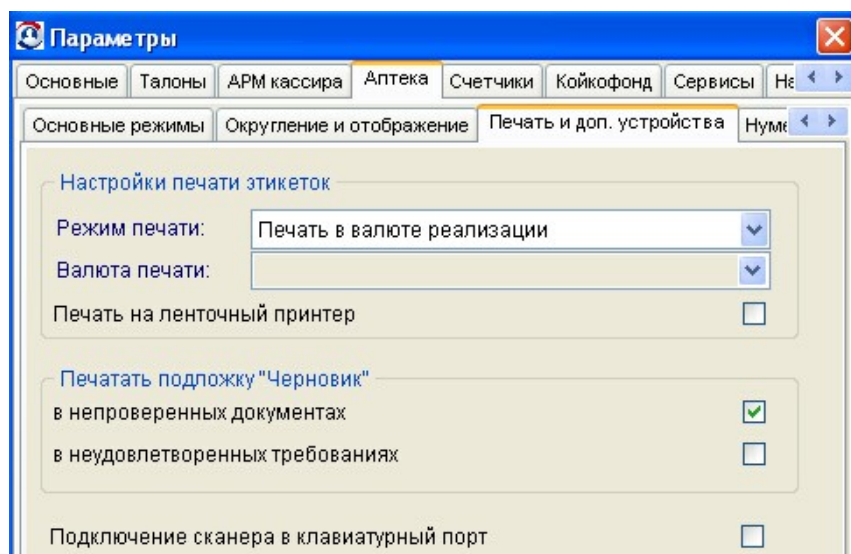 Параметры
Основные Талоны АРМ кассира Аптека Счетчики Койкофонд Сервисы
Основные режимы Округление и отображение Печать и доп. устройства
Настройки печати этикеток
Режим печати: Печать в валюте реализации
Валюта печати:
Печать на ленточный принтер
Печатать подложку "Черновик"
в непроверенных документах
в неудовлетворенных требованиях
Подключение сканера в клавиатурный порт